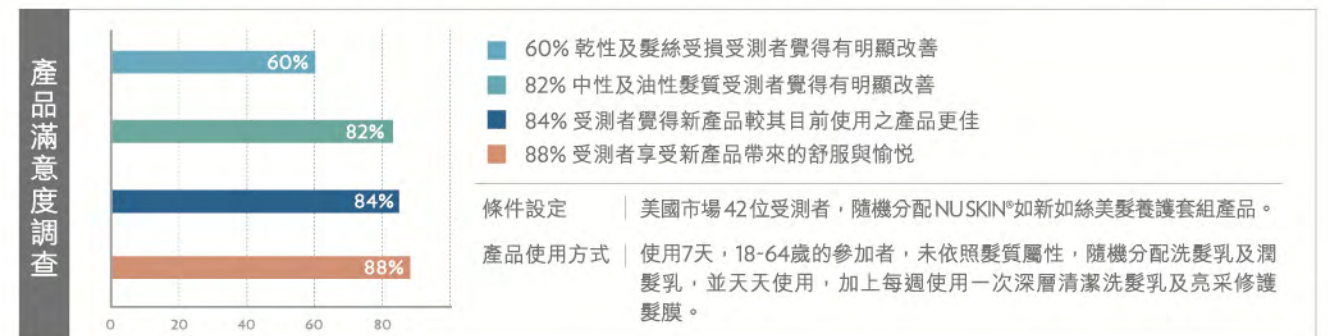 產品滿意度調查
60%
82%
84%
88%
0 20 40 60 80
60% 乾性及髮絲受損受測者覺得有明顯改善
82% 中性及油性髮質受測者覺得有明顯改善
84% 受測者覺得新產品較其目前使用之產品更佳
88% 受測者享受新產品帶來的舒服與愉悅
條件設定 美國市場42位受測者，隨機分配NU SKIN®如新如絲美髮養護套組產品。
產品使用方式 使用7天，18-64歲的參加者，未依照髮質屬性，隨機分配洗髮乳及潤
髮乳，並天天使用，加上每週使用一次深層清潔洗髮乳及亮采修護
髮膜。